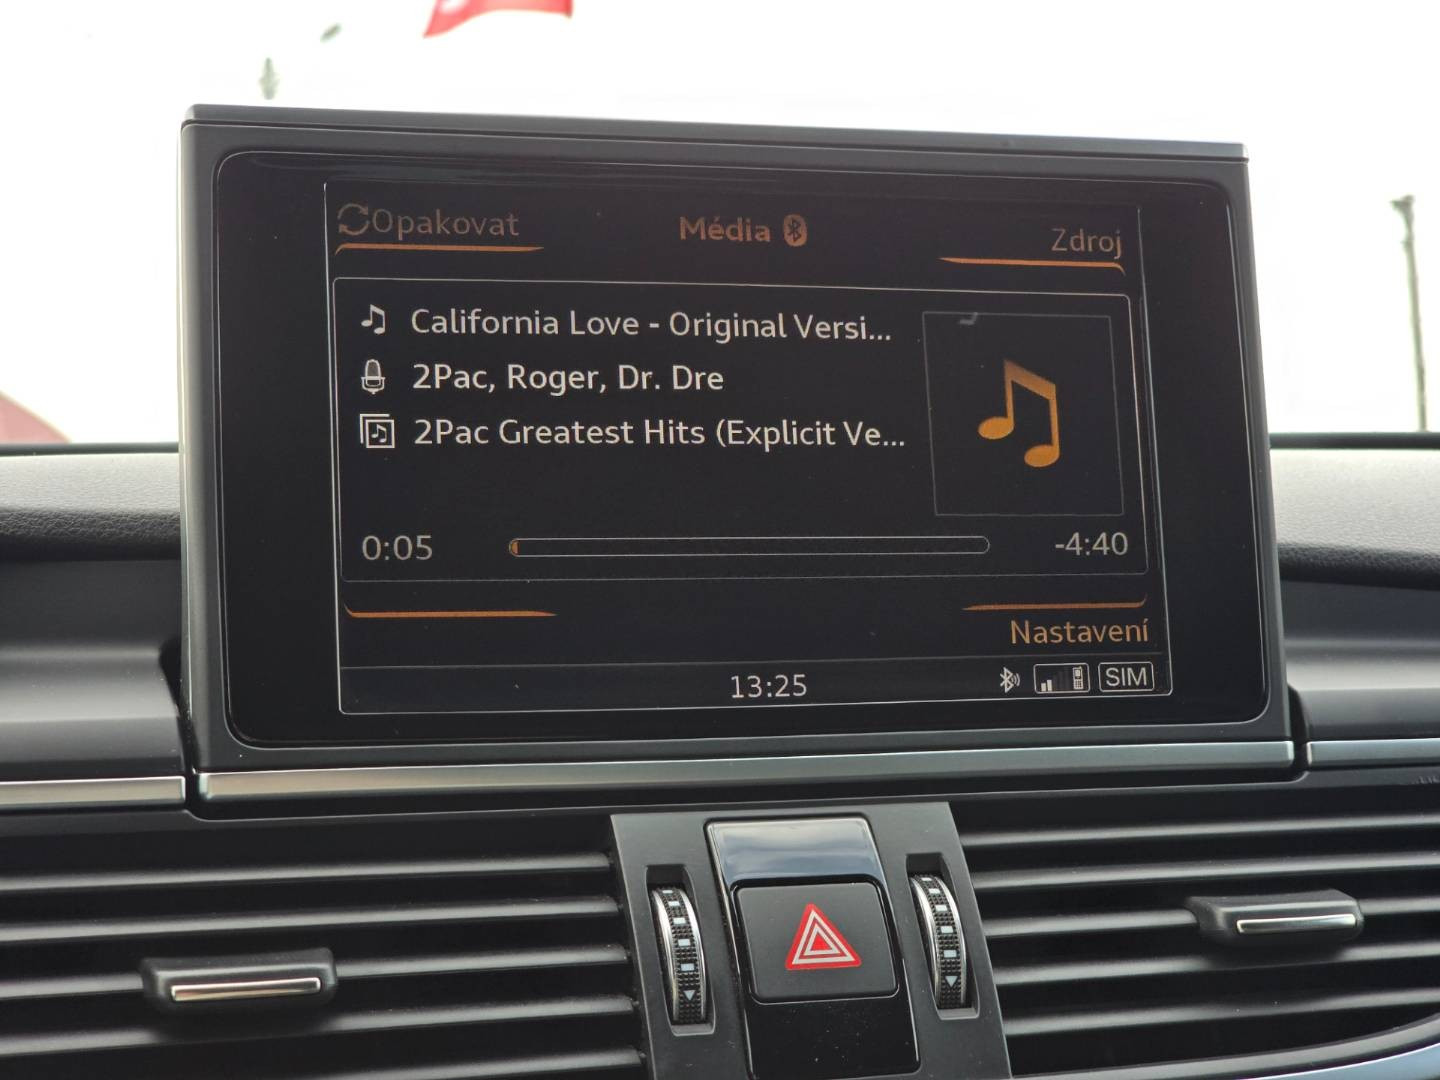 Opakovat
Média
Zdroj
California Love - Original Versi...
2Pac, Roger, Dr. Dre
2Pac Greatest Hits (Explicit Ve...
0:05
-4:40
Nastavení
13:25
SIM